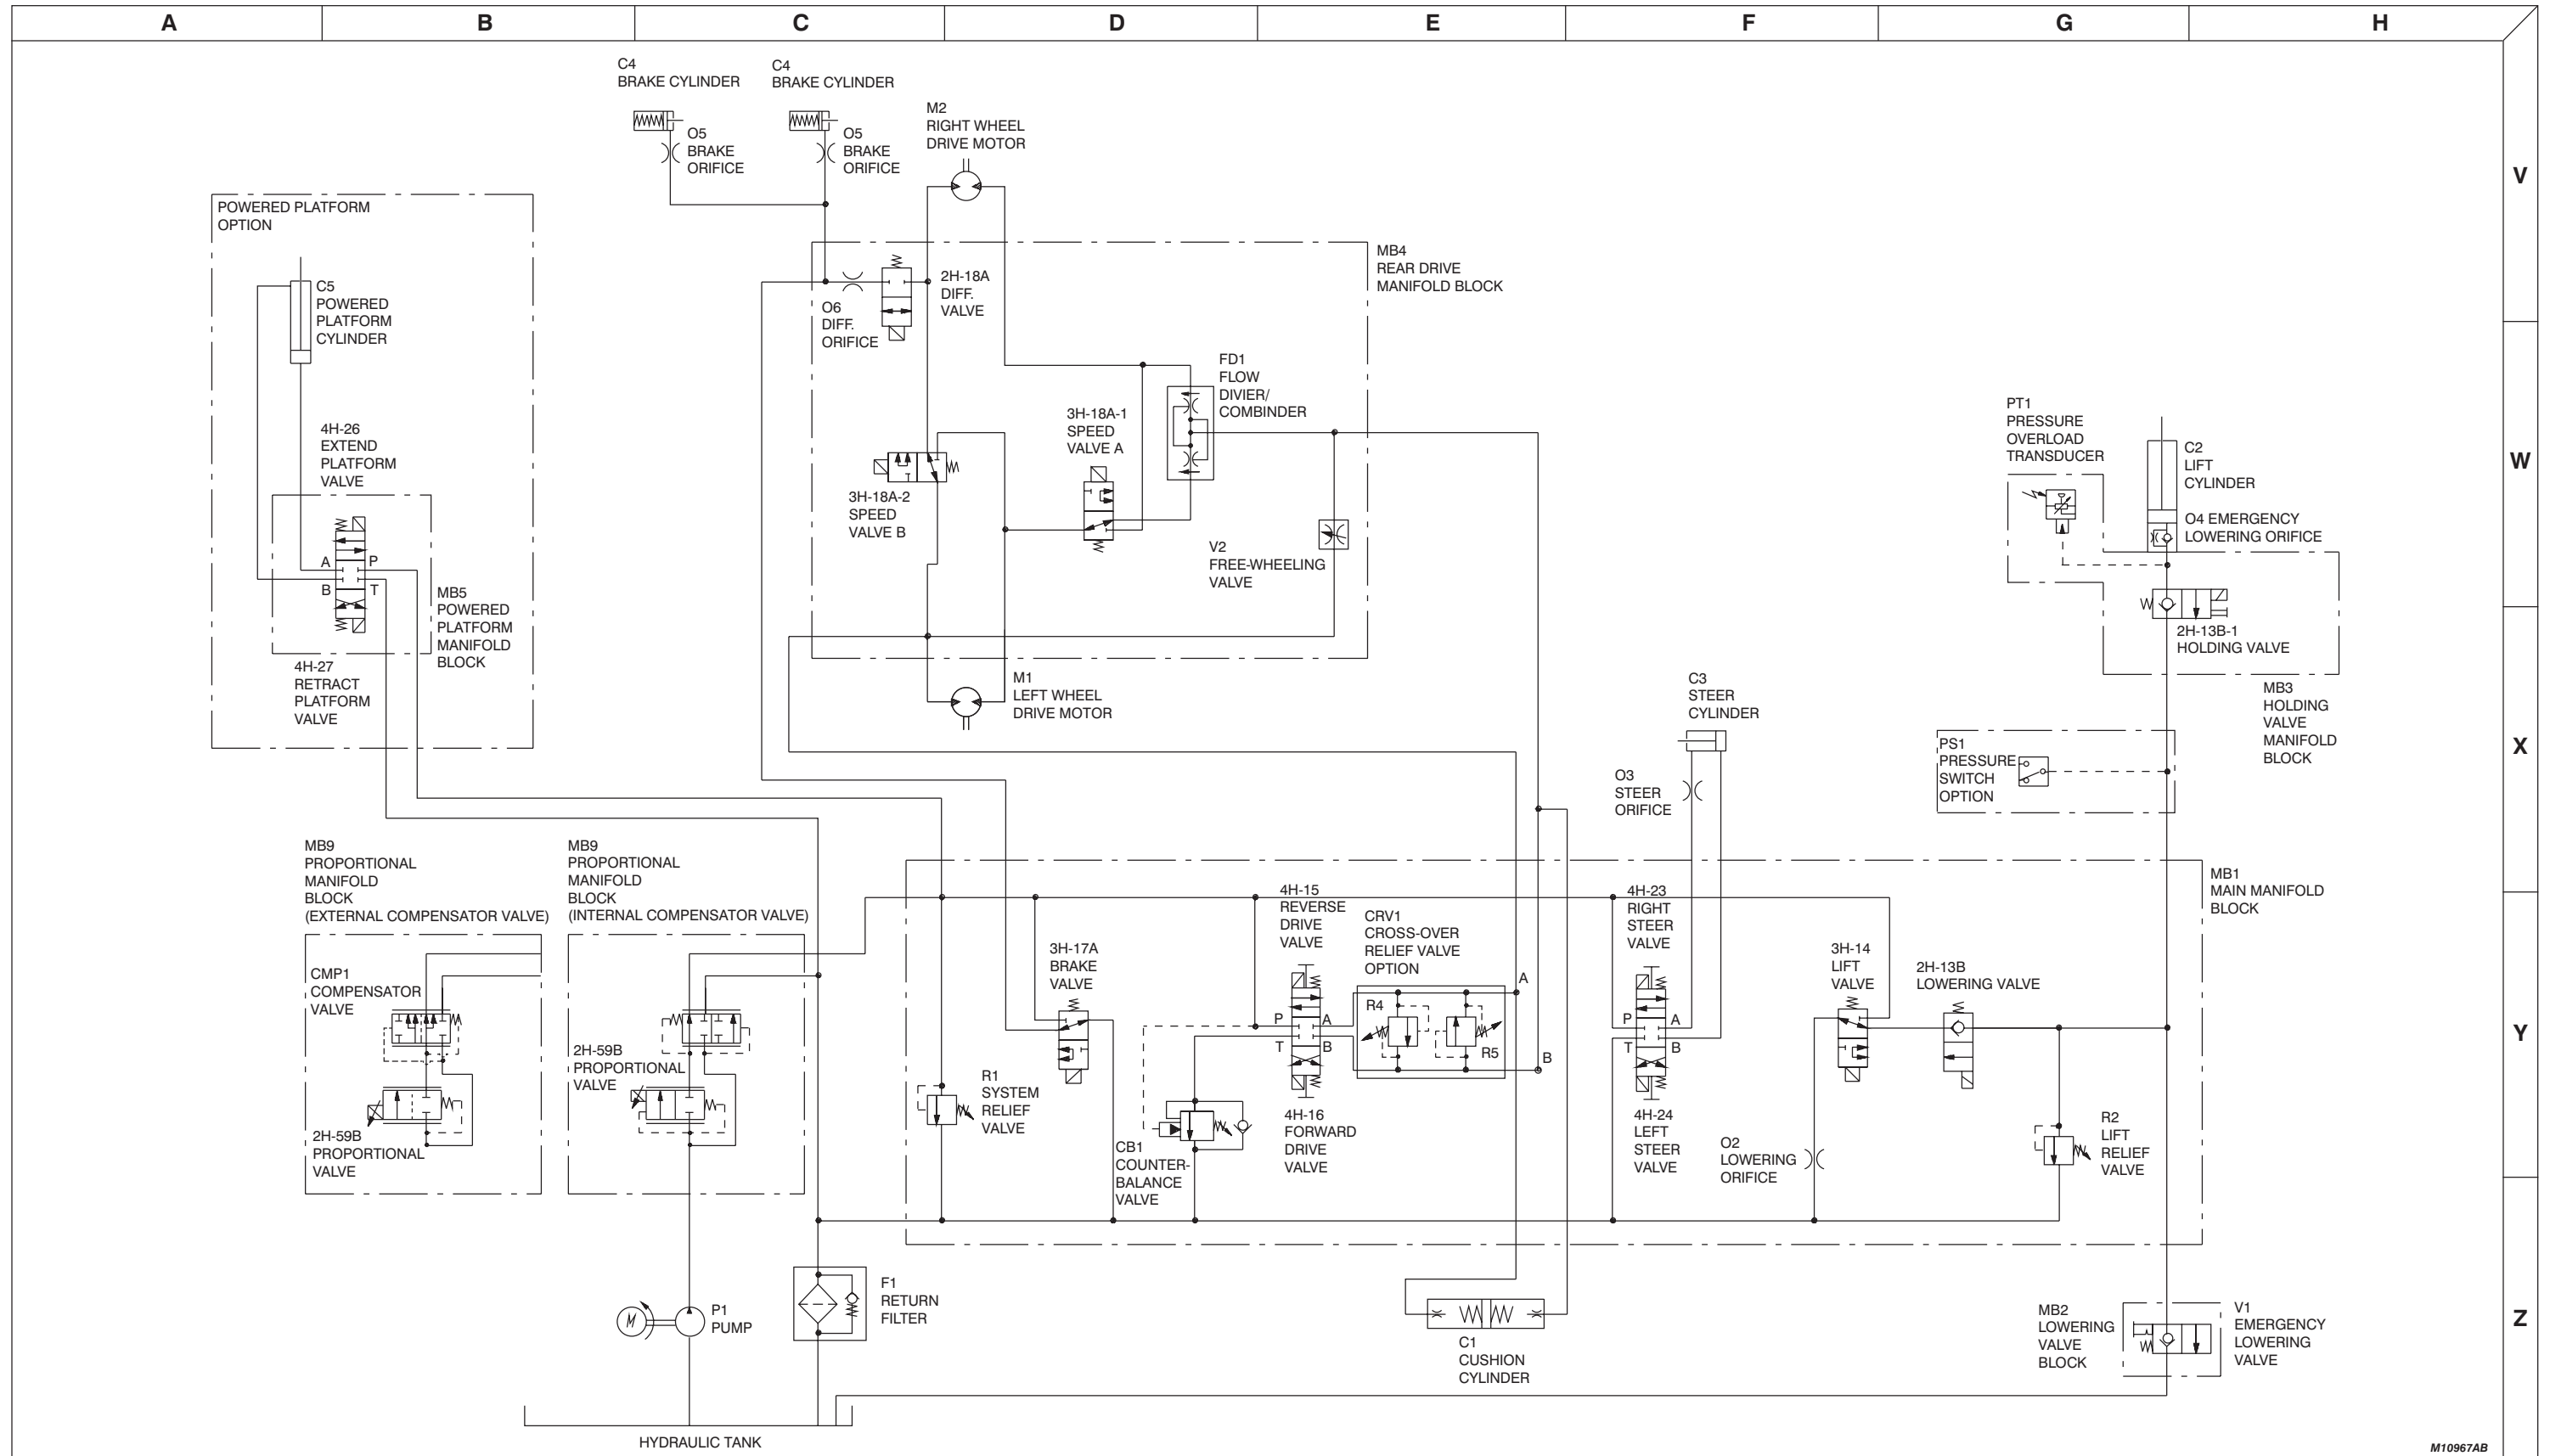 A B C D E F G H
C4
BRAKE CYLINDER
C4
BRAKE CYLINDER
O5
BRAKE
ORIFICE
O5
BRAKE
ORIFICE
M2
RIGHT WHEEL
DRIVE MOTOR
V
POWERED PLATFORM
OPTION
C5
POWERED
PLATFORM
CYLINDER
O6
DIFF.
ORIFICE
2H-18A
DIFF.
VALVE
MB4
REAR DRIVE
MANIFOLD BLOCK
FD1
FLOW
DIVIER/
COMBINDER
3H-18A-1
SPEED
VALVE A
3H-18A-2
SPEED
VALVE B
V2
FREE-WHEELING
VALVE
PT1
PRESSURE
OVERLOAD
TRANSDUCER
C2
LIFT
CYLINDER
O4 EMERGENCY
LOWERING ORIFICE
W
4H-26
EXTEND
PLATFORM
VALVE
A
P
B
T
MB5
POWERED
PLATFORM
MANIFOLD
BLOCK
4H-27
RETRACT
PLATFORM
VALVE
2H-13B-1
HOLDING VALVE
MB3
HOLDING
VALVE
MANIFOLD
BLOCK
M1
LEFT WHEEL
DRIVE MOTOR
C3
STEER
CYLINDER
O3
STEER
ORIFICE
PS1
PRESSURE
SWITCH
OPTION
X
MB9
PROPORTIONAL
MANIFOLD
BLOCK
(EXTERNAL COMPENSATOR VALVE)
MB9
PROPORTIONAL
MANIFOLD
BLOCK
(INTERNAL COMPENSATOR VALVE)
MB1
MAIN MANIFOLD
BLOCK
CMP1
COMPENSATOR
VALVE
2H-59B
PROPORTIONAL
VALVE
2H-59B
PROPORTIONAL
VALVE
3H-17A
BRAKE
VALVE
R1
SYSTEM
RELIEF
VALVE
CB1
COUNTER-
BALANCE
VALVE
4H-15
REVERSE
DRIVE
VALVE
P
A
T
B
4H-16
FORWARD
DRIVE
VALVE
CRV1
CROSS-OVER
RELIEF VALVE
OPTION
R4
R5
A
B
4H-23
RIGHT
STEER
VALVE
P
A
T
B
4H-24
LEFT
STEER
VALVE
3H-14
LIFT
VALVE
2H-13B
LOWERING VALVE
O2
LOWERING
ORIFICE
R2
LIFT
RELIEF
VALVE
Y
M
P1
PUMP
F1
RETURN
FILTER
C1
CUSHION
CYLINDER
MB2
LOWERING
VALVE
BLOCK
V1
EMERGENCY
LOWERING
VALVE
Z
HYDRAULIC TANK
M10967AB